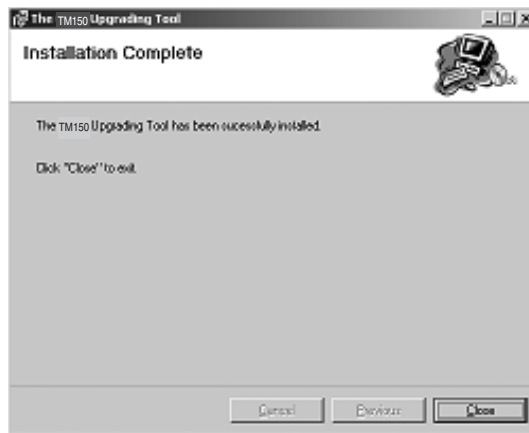 The TM150 Upgrading Tool
Installation Complete
The TM150 Upgrading Tool has been sucessfully installed.
Click "Close" to exit.
Cancel
Previous
Close